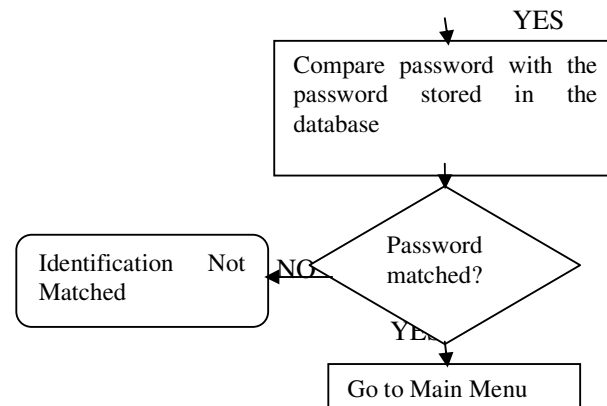 YES
Compare password with the
password stored in the
database
Password
matched?
Identification Not
Matched
NO
YES
Go to Main Menu